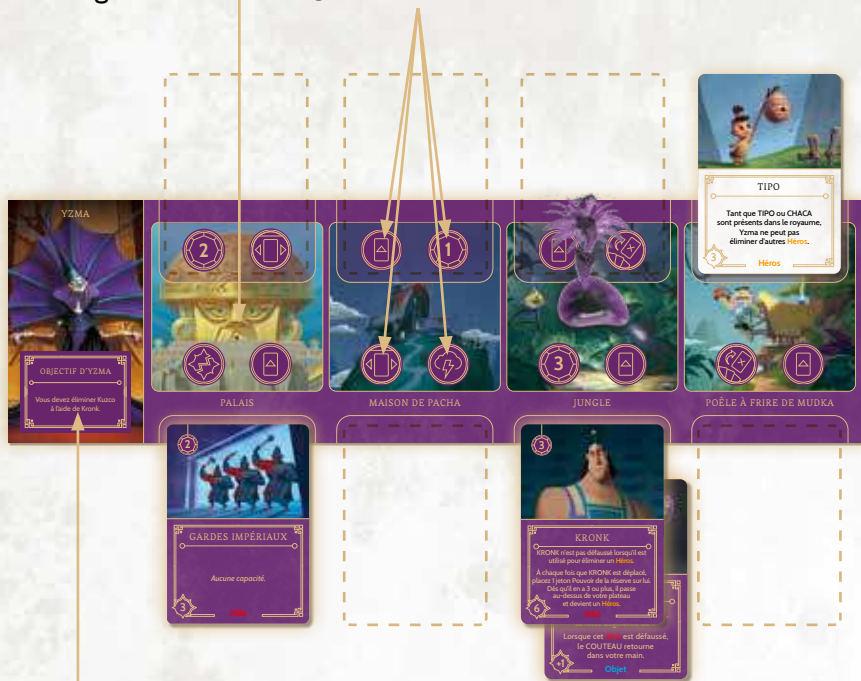 TIPO
Tant que TIPO ou CHACA
sont présents dans le royaume,
Yzma ne peut pas
éliminer d'autres Héros.
3
Héros
YZMA
2
1
3
OBJECTIF D'YZMA
Vous devez éliminer Kuzco
à l'aide de Kronk.
PALAIS
MAISON DE PACHA
JUNGLE
POÊLE À FRIRE DE MUDKA
2
GARDES IMPÉRIAUX
Aucune capacité.
3
3
KRONK
KRONK n'est pas défaussé lorsqu'il est
utilisé pour éliminer un Héros.
À chaque fois que KRONK est déplacé,
placez 1 jeton Pouvoir de la réserve sur lui.
Dès qu'il en a 3 ou plus, il passe
au-dessus de votre plateau
et devient un Héros.
6
Lorsque cet est défaussé,
le COUTEAU retourne
dans votre main.
+1
Objet